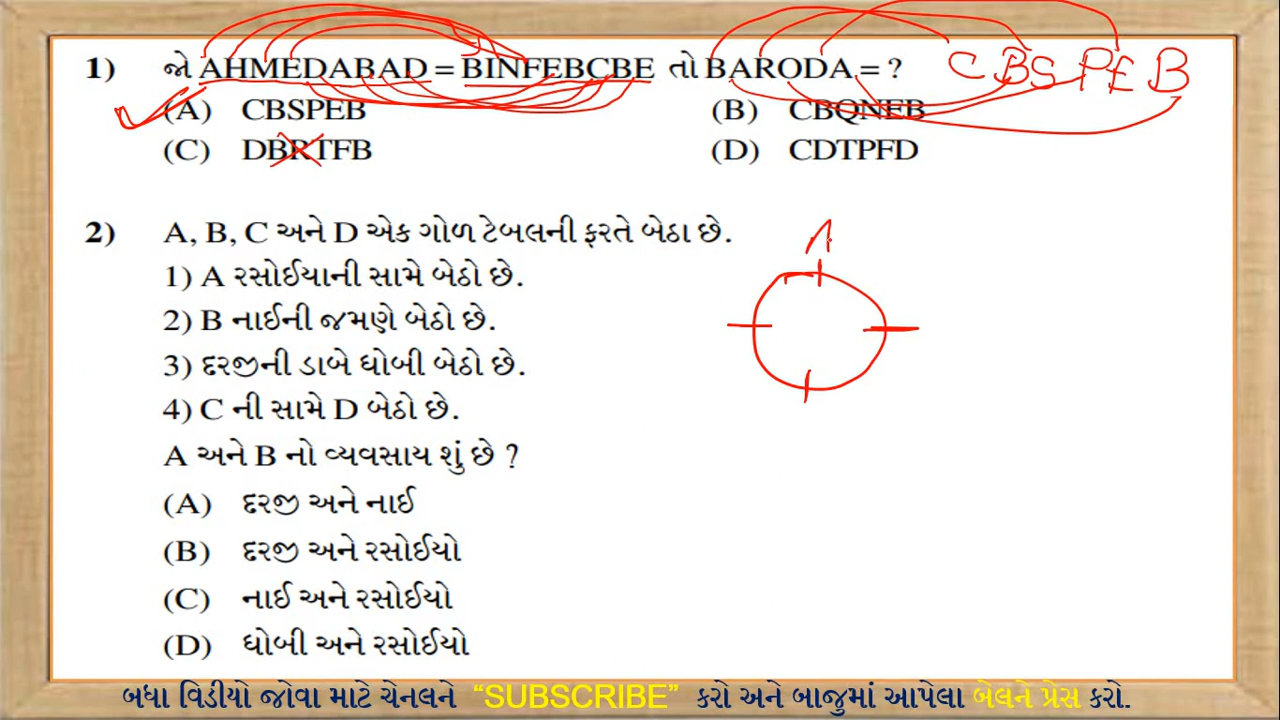 1) જો AHMEDABAD = BINFEBCBE તો BARODA = ? CBSPEB
(A) CBSPEB (B) CBQNEB
(C) DBRTFB (D) CDTPFD
2) A, B, C અને D એક ગોળ ટેબલની ફરતે બેઠા છે.
A
1) A રસોઈયાની સામે બેઠો છે.
2) B નાઈની જમણે બેઠો છે.
3) દરજીની ડાબે ધોબી બેઠો છે.
4) C ની સામે D બેઠો છે.
A અને B નો વ્યવસાય શું છે ?
(A) દરજી અને નાઈ
(B) દરજી અને રસોઈયો
(C) નાઈ અને રસોઈયો
(D) ધોબી અને રસોઈયો
બધા વિડીયો જોવા માટે ચેનલને “SUBSCRIBE” કરો અને બાજુમાં આપેલા બેલને પ્રેસ કરો.